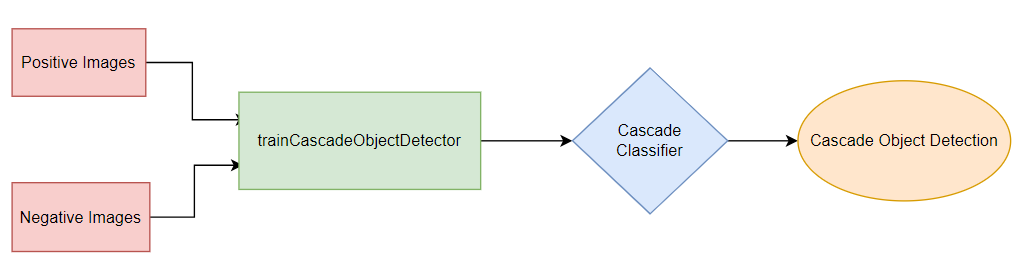 Positive Images
trainCascadeObjectDetector
Cascade
Classifier
Cascade Object Detection
Negative Images